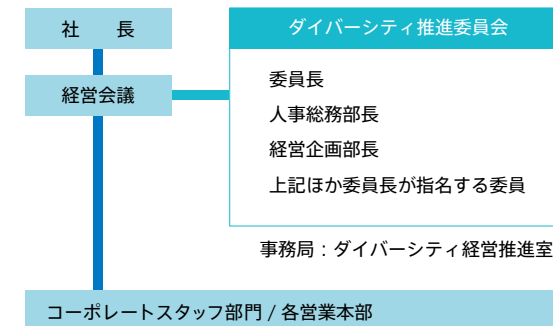 社　長
経営会議
ダイバーシティ推進委員会
委員長
人事総務部長
経営企画部長
上記ほか委員長が指名する委員
事務局：ダイバーシティ経営推進室
コーポレートスタッフ部門 / 各営業本部